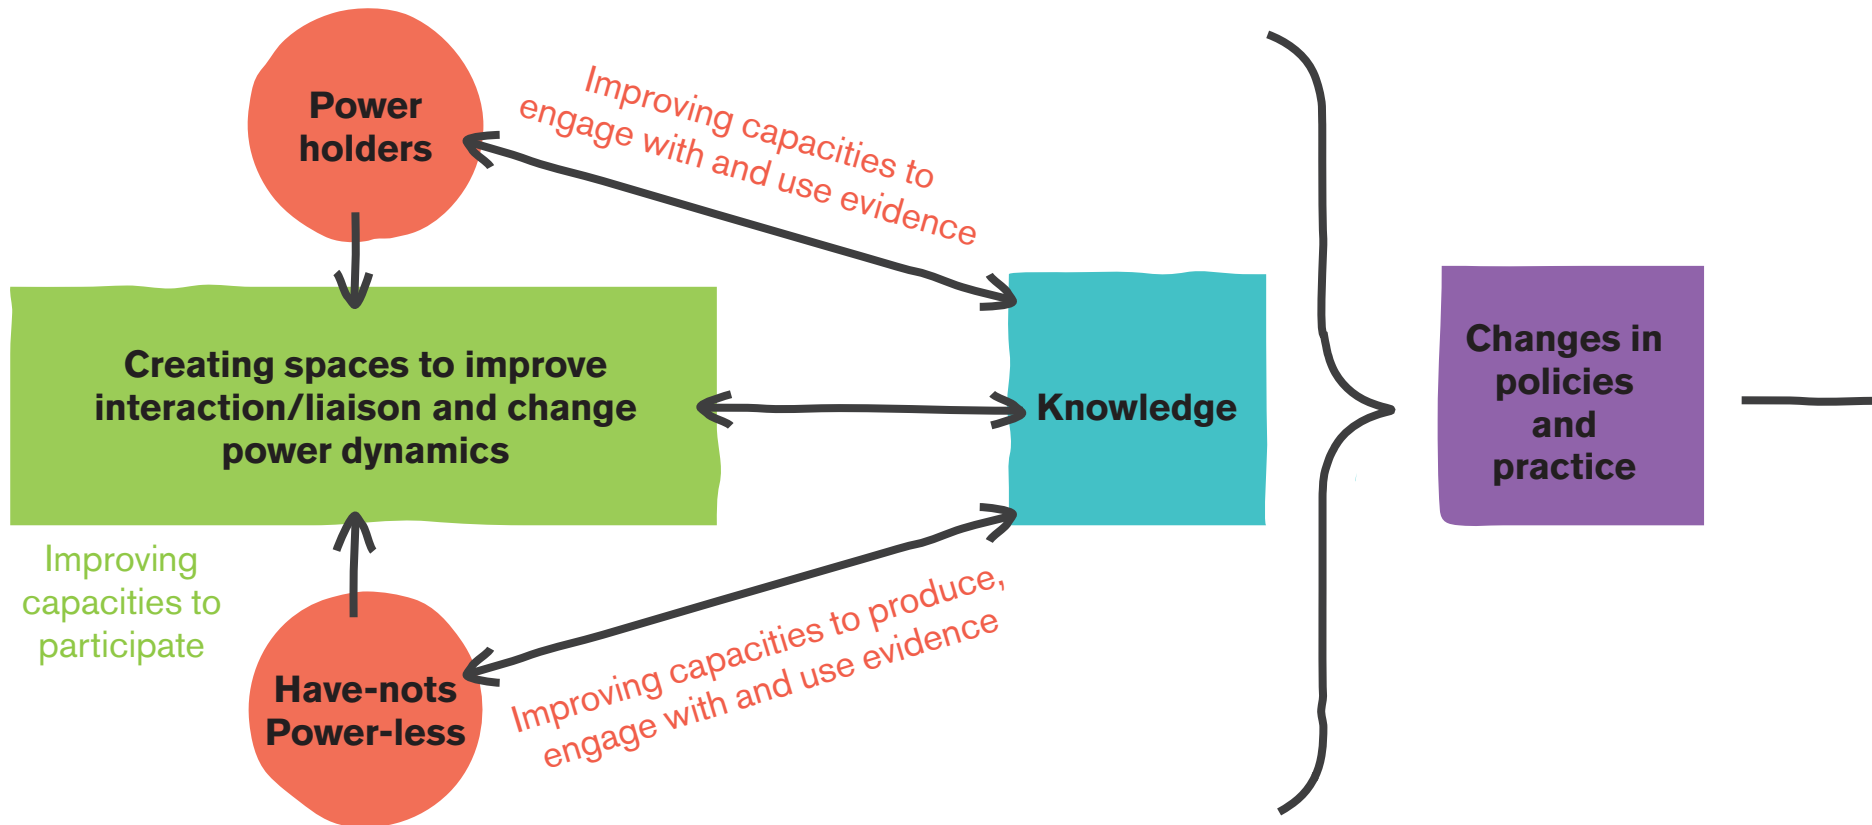 Power
holders
Improving capacities to
engage with and use evidence
Creating spaces to improve
interaction/liaison and change
power dynamics
Knowledge
Changes in
policies
and
practice
Improving
capacities to
participate
Have-nots
Power-less
Improving capacities to produce,
engage with and use evidence